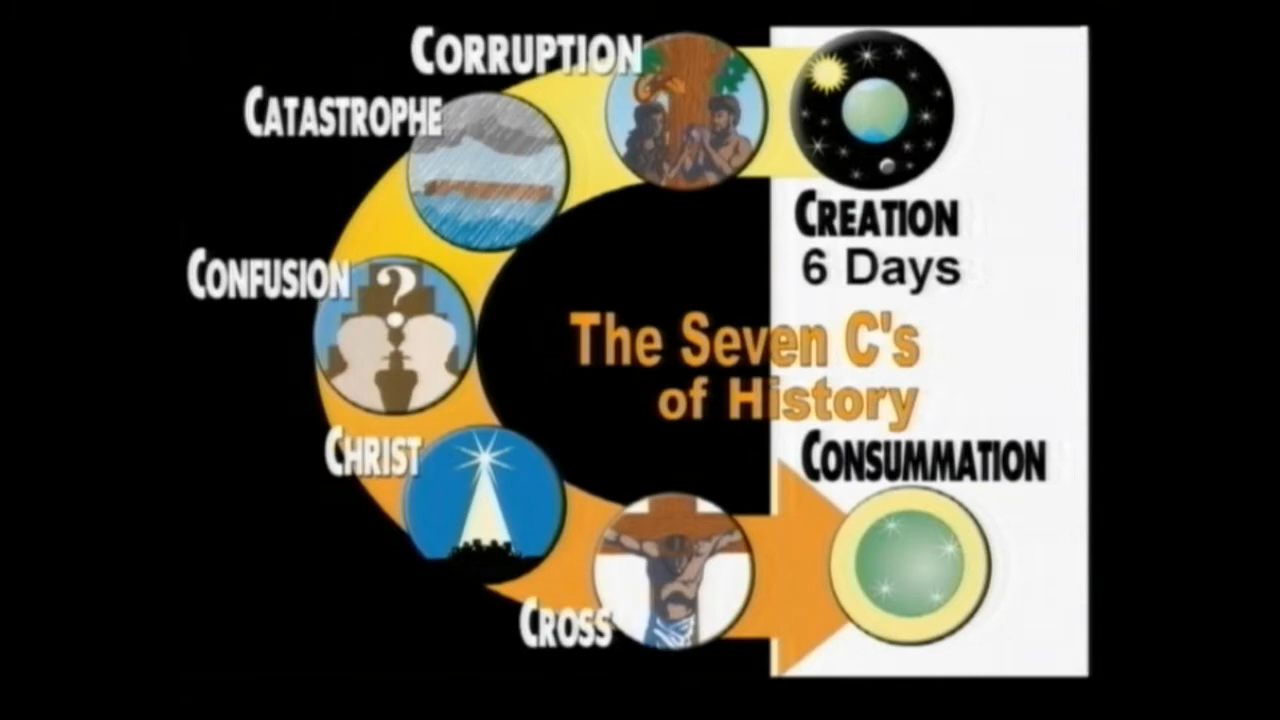 CORRUPTION
CATASTROPHE
CREATION
6 Days
CONFUSION
?
The Seven C's
of History
CHRIST
CONSUMMATION
CROSS